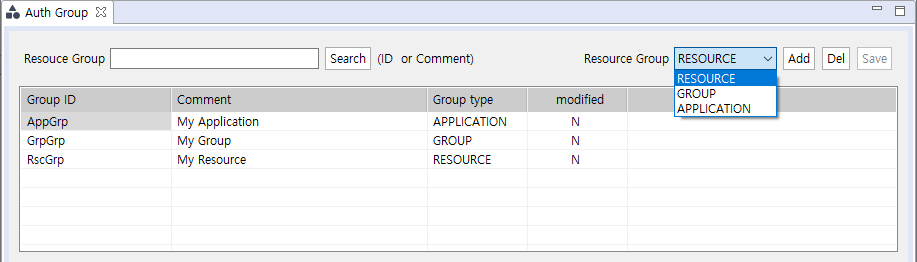 Auth Group
Resouce Group Search (ID or Comment) Resource Group RESOURCE Add Del Save
RESOURCE
GROUP
APPLICATION
Group ID Comment Group type modified
AppGrp My Application APPLICATION N
GrpGrp My Group GROUP N
RscGrp My Resource RESOURCE N